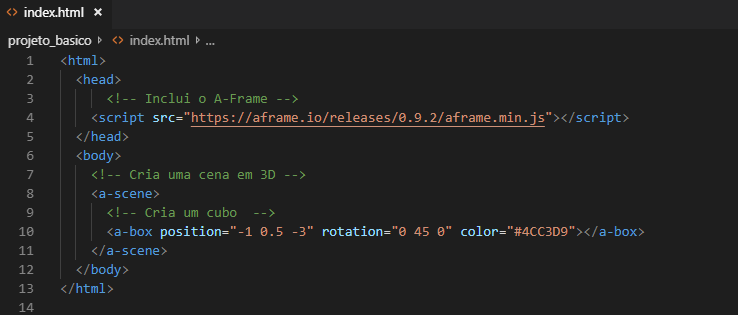 index.html ×
projeto_basico > index.html > ...
1 <html>
2 <head>
3 <!-- Inclui o A-Frame -->
4 <script src="https://aframe.io/releases/0.9.2/aframe.min.js"></script>
5 </head>
6 <body>
7 <!-- Cria uma cena em 3D -->
8 <a-scene>
9 <!-- Cria um cubo  -->
10 <a-box position="-1 0.5 -3" rotation="0 45 0" color="#4CC3D9"></a-box>
11 </a-scene>
12 </body>
13 </html>
14